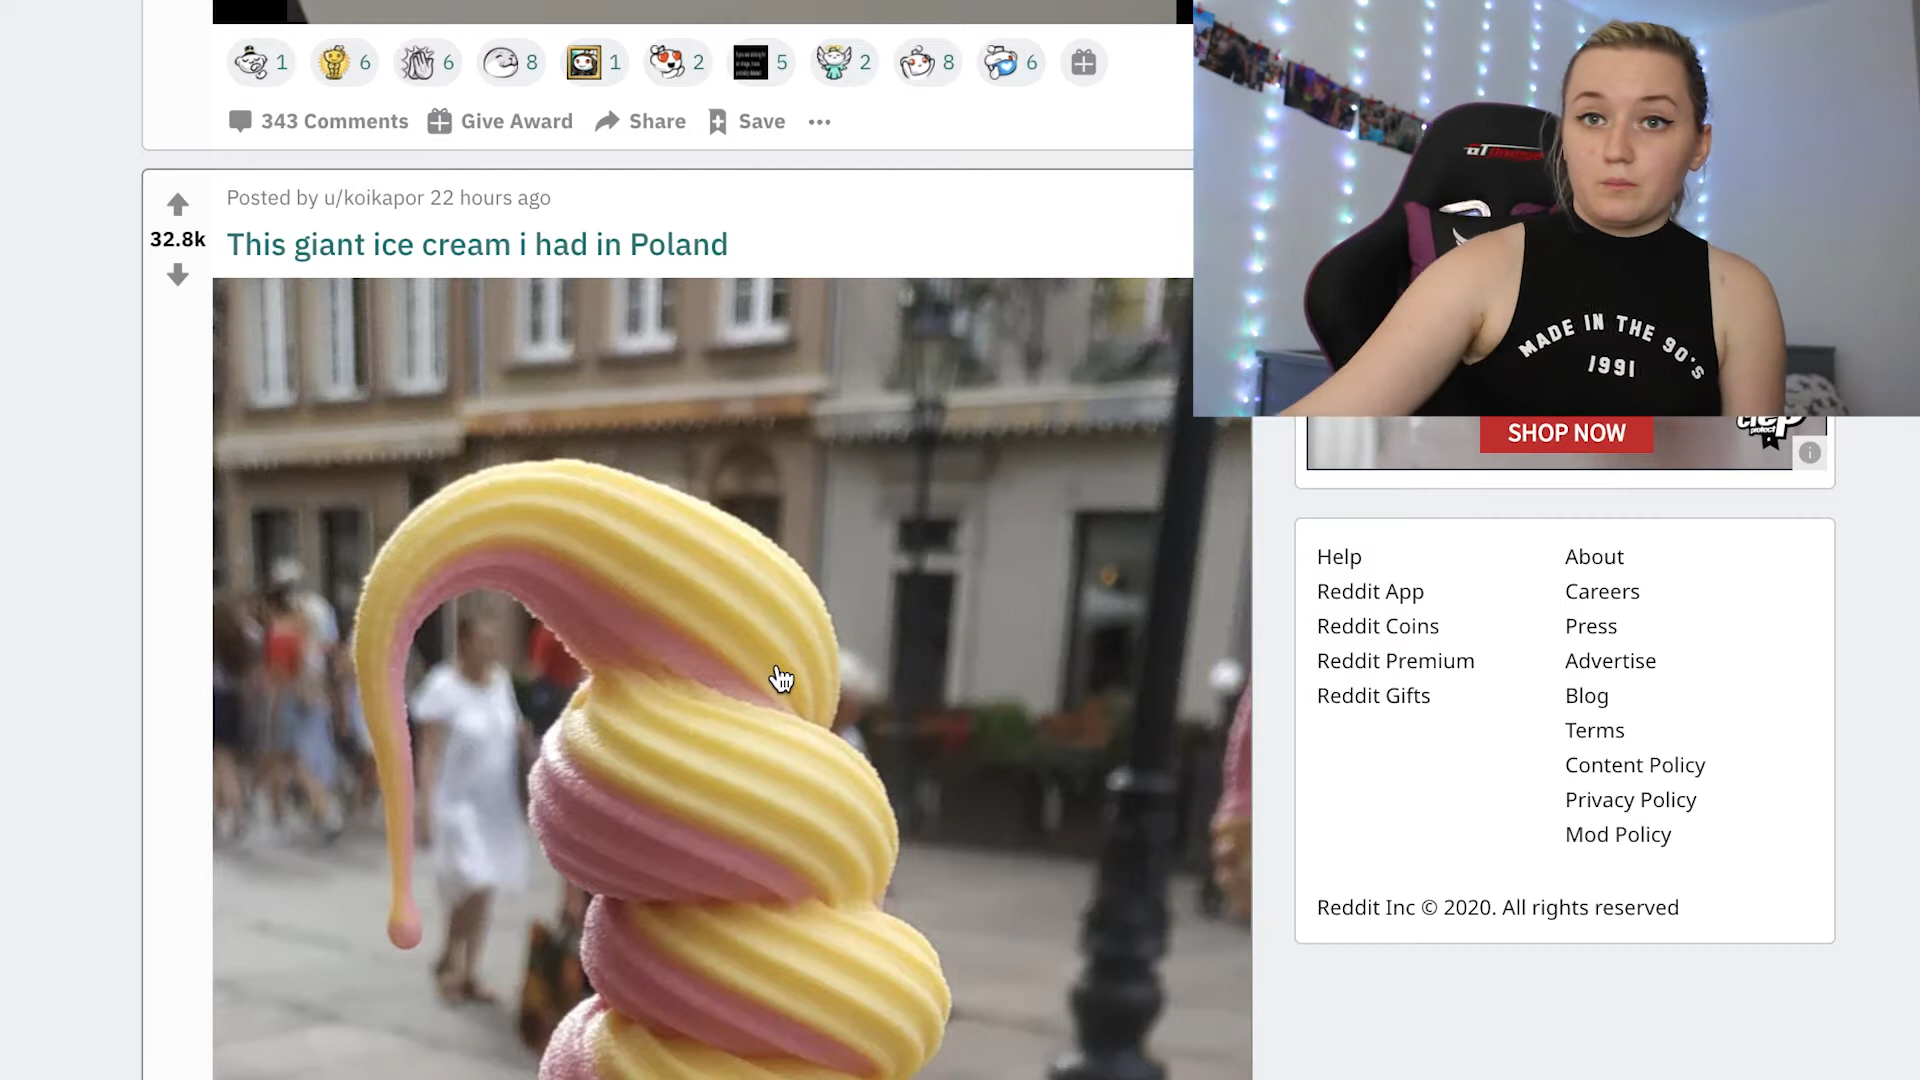 1 6 6 8 1 2 5 2 8 6
343 Comments Give Award Share Save
Posted by u/koikapor 22 hours ago
32.8k
This giant ice cream i had in Poland
MADE IN THE 90'S
1991
SHOP NOW
protect
Help
Reddit App
Reddit Coins
Reddit Premium
Reddit Gifts
About
Careers
Press
Advertise
Blog
Terms
Content Policy
Privacy Policy
Mod Policy
Reddit Inc © 2020. All rights reserved